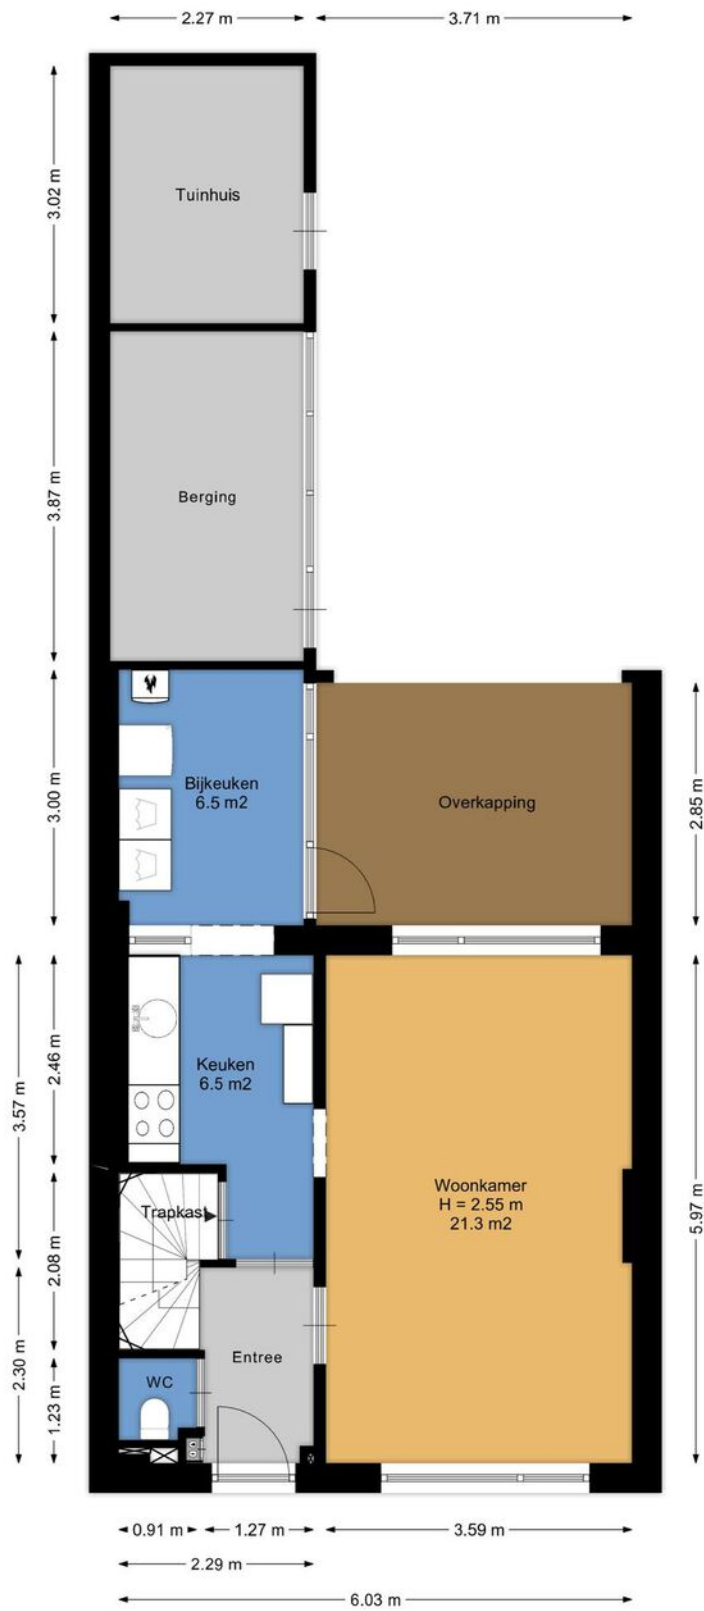 2.27 m
3.71 m
3.02 m
Tuinhuis
3.87 m
Berging
3.00 m
Bijkeuken
6.5 m2
Overkapping
2.85 m
3.57 m
2.46 m
Keuken
6.5 m2
Woonkamer
H = 2.55 m
21.3 m2
5.97 m
Trapkast
2.08 m
2.30 m
Entree
WC
1.23 m
0.91 m
1.27 m
3.59 m
2.29 m
6.03 m